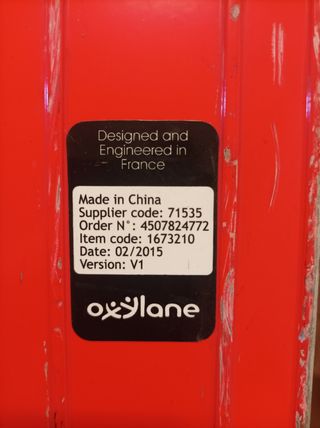 Designed and
Engineered in
France
Made in China
Supplier code: 71535
Order N°: 4507824772
Item code: 1673210
Date: 02/2015
Version: V1
oxylane